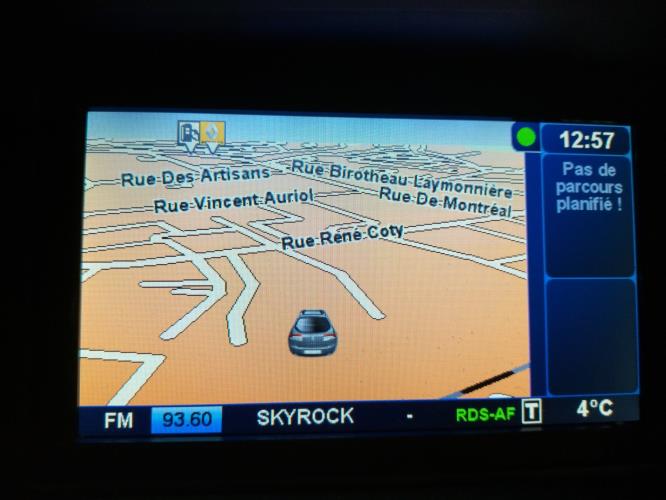 12:57
Pas de
parcours
planifié !
Rue Des Artisans
Rue Birotheau Laymonnière
Rue Vincent Auriol
Rue De Montréal
Rue René Coty
FM 93.60 SKYROCK - RDS-AF T 4°C